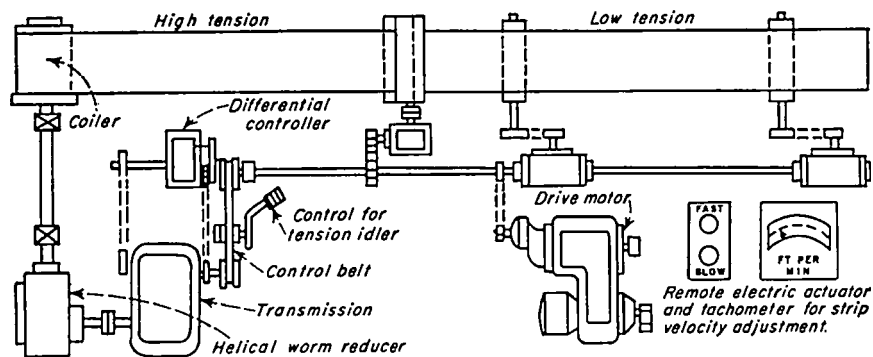 High tension
Low tension
Coiler
Differential
controller
Control for
tension idler
Drive motor
Control belt
Transmission
Helical worm reducer
FAST
SLOW
FT PER
MIN
Remote electric actuator
and tachometer for strip
velocity adjustment.